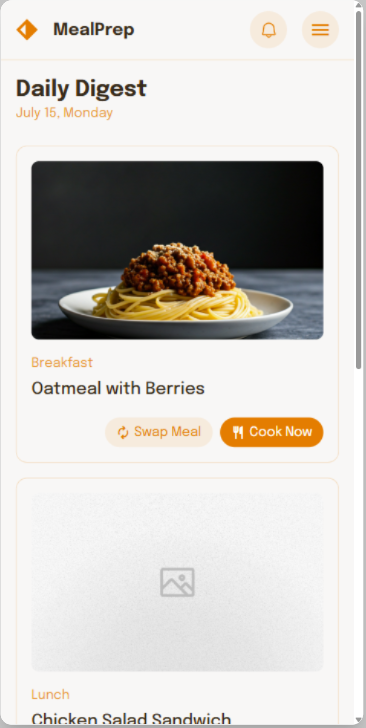 MealPrep
Daily Digest
July 15, Monday
Breakfast
Oatmeal with Berries
Swap Meal
Cook Now
Lunch
Chicken Salad Sandwich